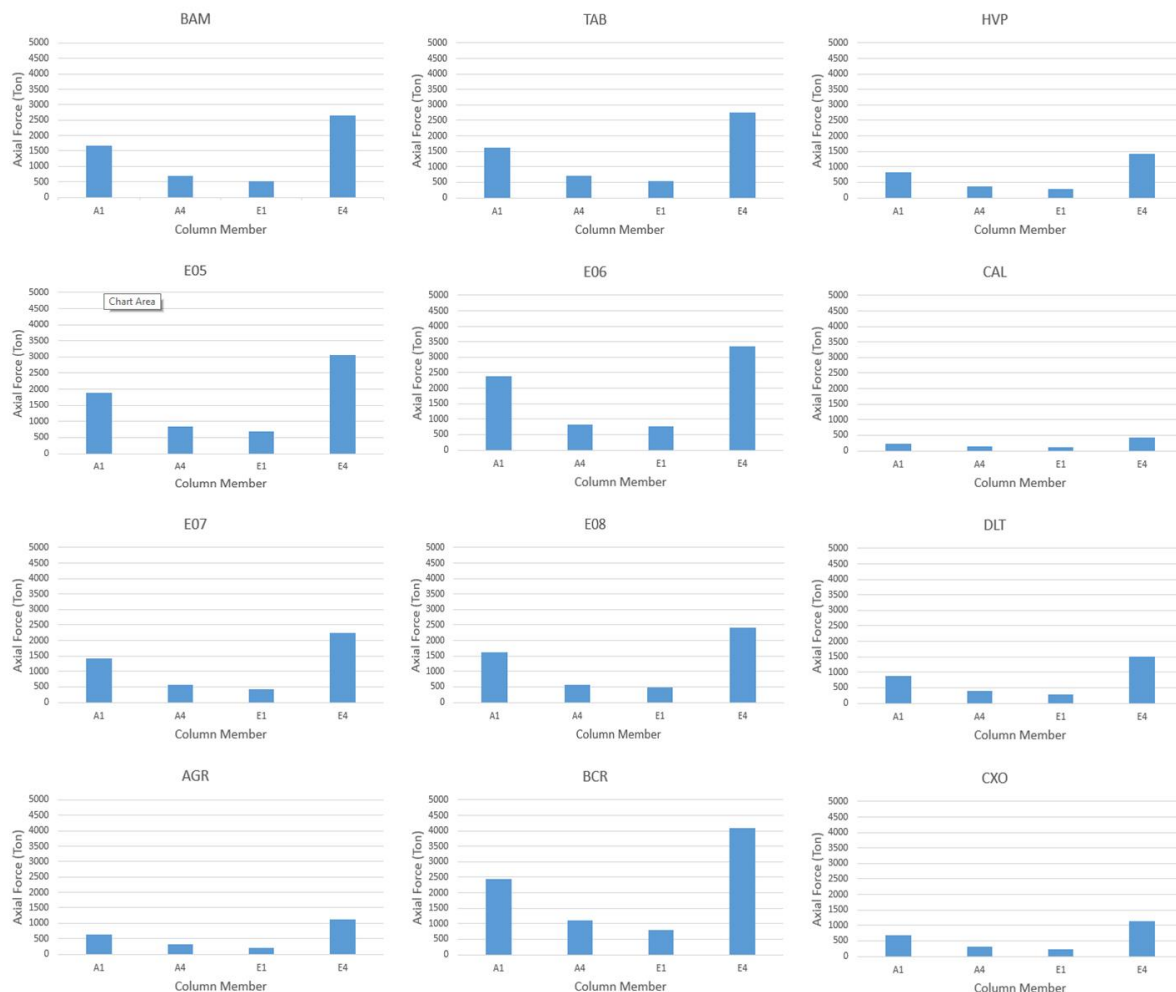 BAM
Axial Force (Ton)
5000
4500
4000
3500
3000
2500
2000
1500
1000
500
0
A1 A4 E1 E4
Column Member
TAB
Axial Force (Ton)
5000
4500
4000
3500
3000
2500
2000
1500
1000
500
0
A1 A4 E1 E4
Column Member
HVP
Axial Force (Ton)
5000
4500
4000
3500
3000
2500
2000
1500
1000
500
0
A1 A4 E1 E4
Column Member
E05
Chart Area
Axial Force (Ton)
5000
4500
4000
3500
3000
2500
2000
1500
1000
500
0
A1 A4 E1 E4
Column Member
E06
Axial Force (Ton)
5000
4500
4000
3500
3000
2500
2000
1500
1000
500
0
A1 A4 E1 E4
Column Member
CAL
Axial Force (Ton)
5000
4500
4000
3500
3000
2500
2000
1500
1000
500
0
A1 A4 E1 E4
Column Member
E07
Axial Force (Ton)
5000
4500
4000
3500
3000
2500
2000
1500
1000
500
0
A1 A4 E1 E4
Column Member
E08
Axial Force (Ton)
5000
4500
4000
3500
3000
2500
2000
1500
1000
500
0
A1 A4 E1 E4
Column Member
DLT
Axial Force (Ton)
5000
4500
4000
3500
3000
2500
2000
1500
1000
500
0
A1 A4 E1 E4
Column Member
AGR
Axial Force (Ton)
5000
4500
4000
3500
3000
2500
2000
1500
1000
500
0
A1 A4 E1 E4
Column Member
BCR
Axial Force (Ton)
5000
4500
4000
3500
3000
2500
2000
1500
1000
500
0
A1 A4 E1 E4
Column Member
CXO
Axial Force (Ton)
5000
4500
4000
3500
3000
2500
2000
1500
1000
500
0
A1 A4 E1 E4
Column Member